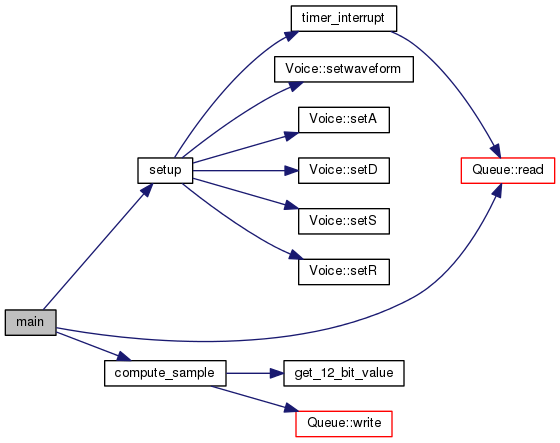 timer_interrupt
Voice::setwaveform
Voice::setA
setup
Voice::setD
Queue::read
Voice::setS
Voice::setR
main
compute_sample
get_12_bit_value
Queue::write